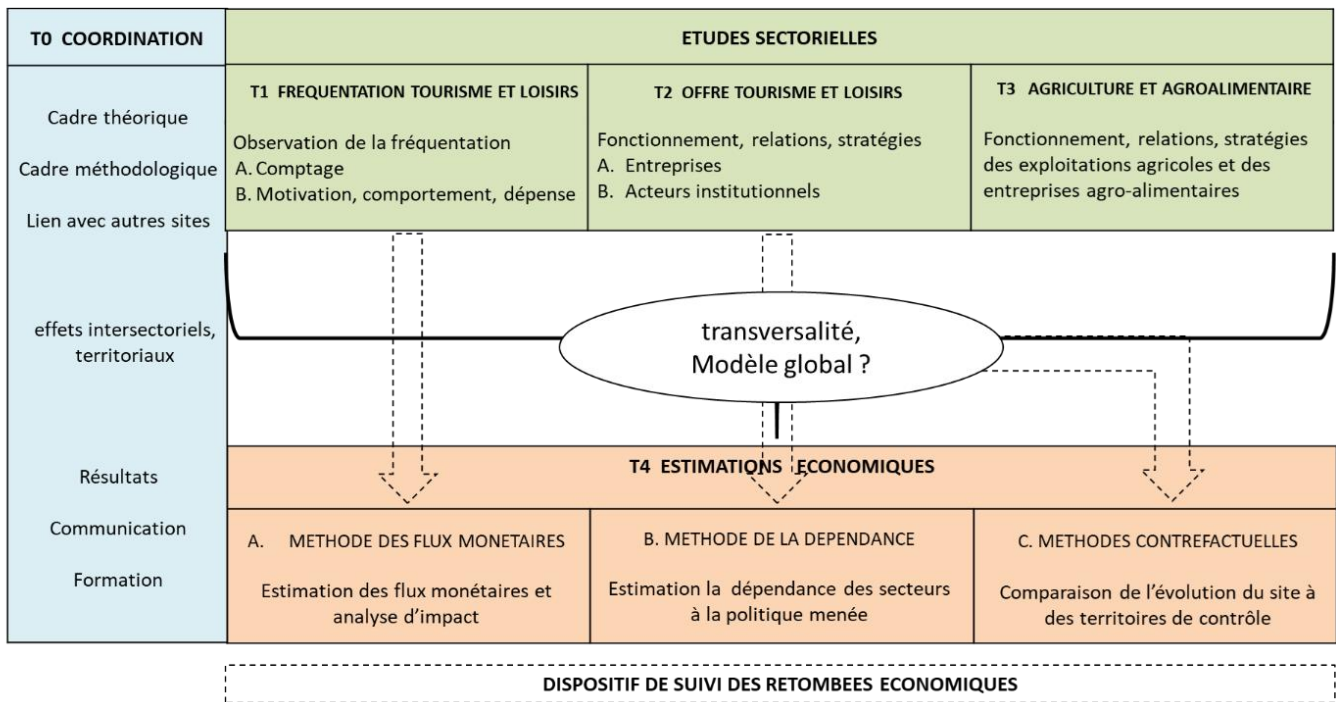 T0 COORDINATION
Cadre théorique
Cadre méthodologique
Lien avec autres sites
effets intersectoriels,
territoriaux
Résultats
Communication
Formation
ETUDES SECTORIELLES
T1 FREQUENTATION TOURISME ET LOISIRS
Observation de la fréquentation
A. Comptage
B. Motivation, comportement, dépense
T2 OFFRE TOURISME ET LOISIRS
Fonctionnement, relations, stratégies
A. Entreprises
B. Acteurs institutionnels
T3 AGRICULTURE ET AGROALIMENTAIRE
Fonctionnement, relations, stratégies
des exploitations agricoles et des
entreprises agro-alimentaires
transversalité,
Modèle global ?
T4 ESTIMATIONS ECONOMIQUES
A. METHODE DES FLUX MONETAIRES
Estimation des flux monétaires et
analyse d'impact
B. METHODE DE LA DEPENDANCE
Estimation la dépendance des secteurs
à la politique menée
C. METHODES CONTREFACTUELLES
Comparaison de l'évolution du site à
des territoires de contrôle
DISPOSITIF DE SUIVI DES RETOMBEES ECONOMIQUES